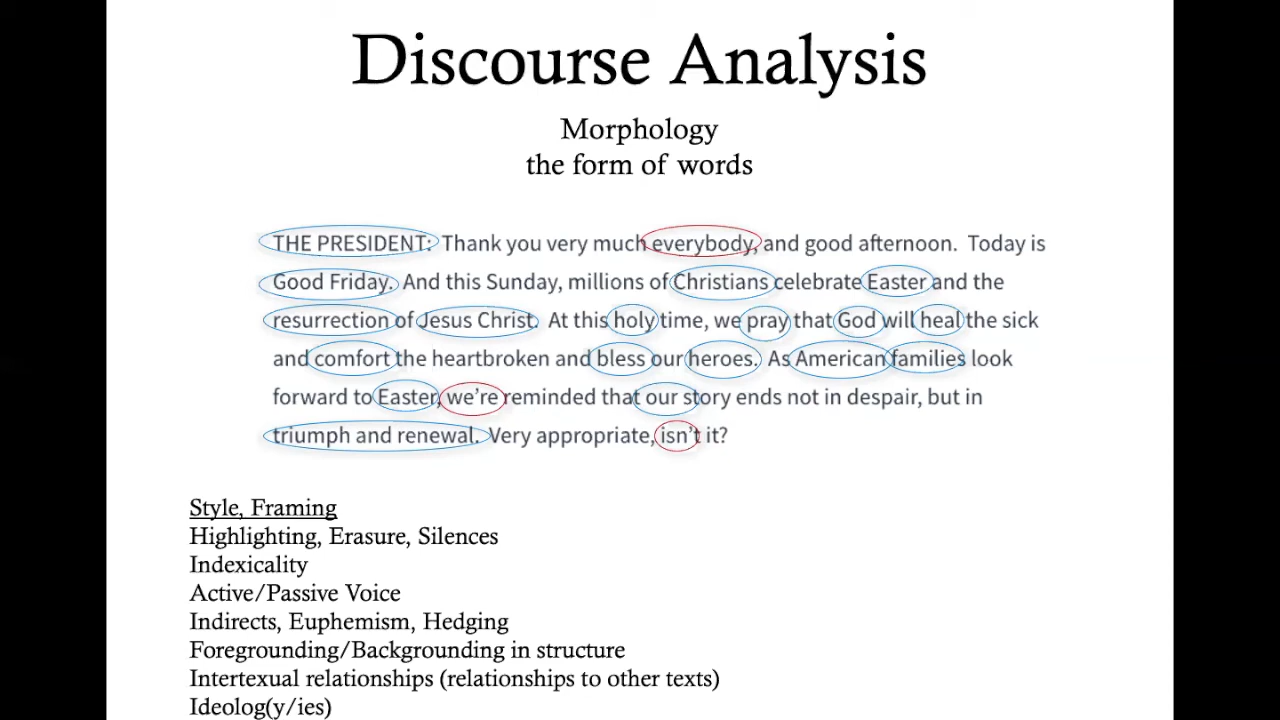 Discourse Analysis
Morphology
the form of words
THE PRESIDENT: Thank you very much everybody, and good afternoon. Today is
Good Friday. And this Sunday, millions of Christians celebrate Easter and the
resurrection of Jesus Christ. At this holy time, we pray that God will heal the sick
and comfort the heartbroken and bless our heroes. As American families look
forward to Easter, we're reminded that our story ends not in despair, but in
triumph and renewal. Very appropriate, isn't it?
Style, Framing
Highlighting, Erasure, Silences
Indexicality
Active/Passive Voice
Indirects, Euphemism, Hedging
Foregrounding/Backgrounding in structure
Intertexual relationships (relationships to other texts)
Ideolog(y/ies)